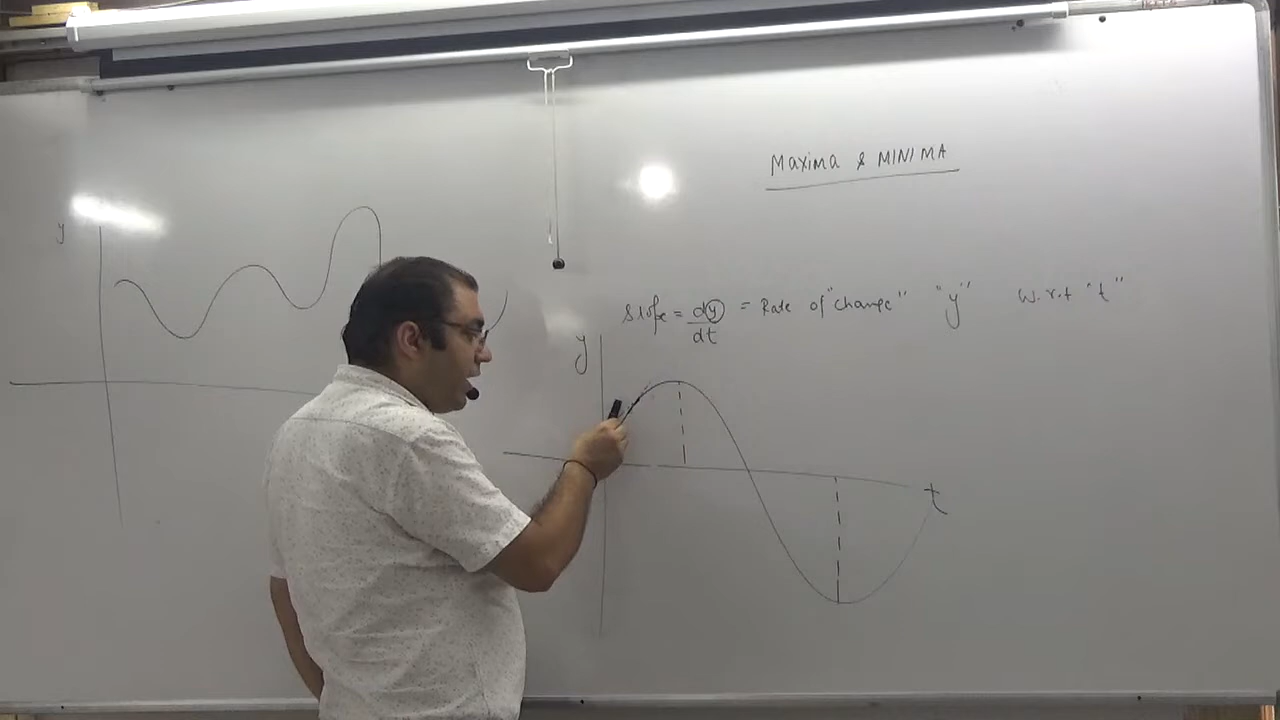 MAXIMA & MINIMA
y
Slope = dy/dt = Rate of "change" "y" w.r.t "t"
y
t